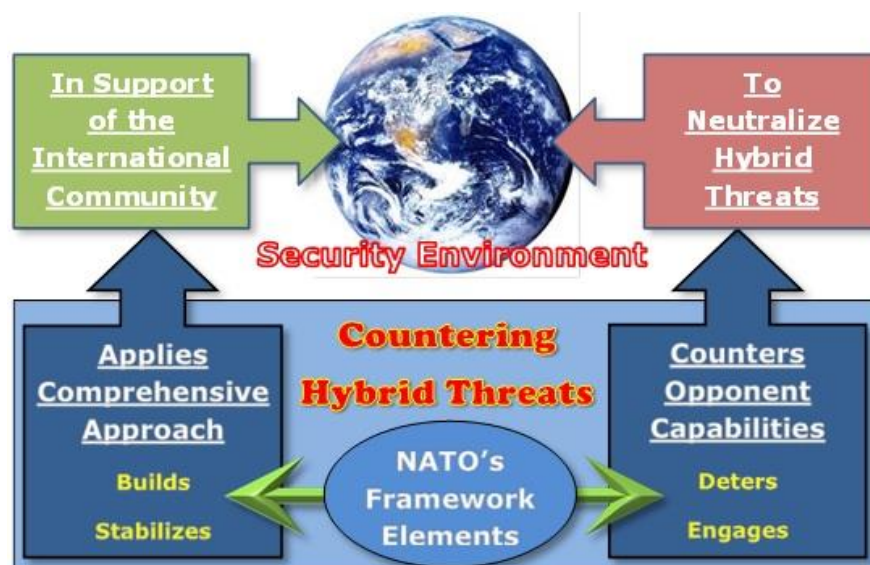 In Support
of the
International
Community
To
Neutralize
Hybrid
Threats
Security Environment
Countering
Hybrid Threats
Applies
Comprehensive
Approach
Builds
Stabilizes
NATO's
Framework
Elements
Counters
Opponent
Capabilities
Deters
Engages